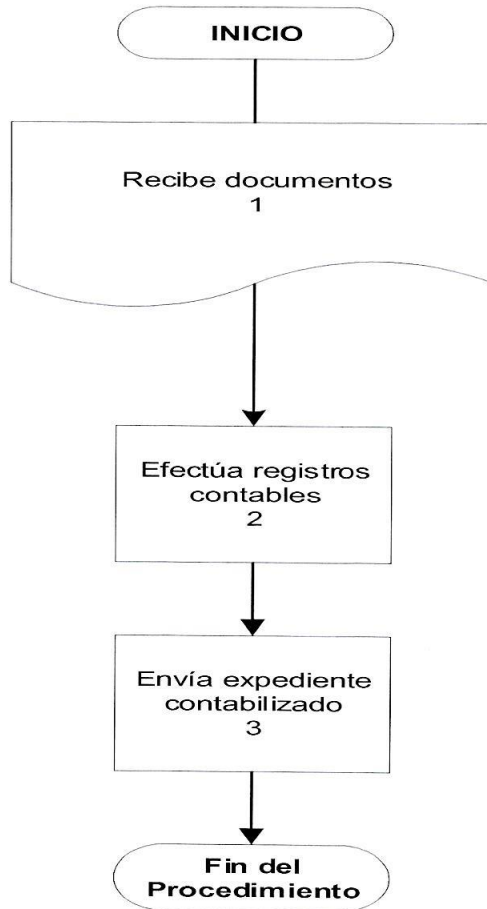 INICIO
Recibe documentos
1
Efectúa registros
contables
2
Envía expediente
contabilizado
3
Fin del
Procedimiento